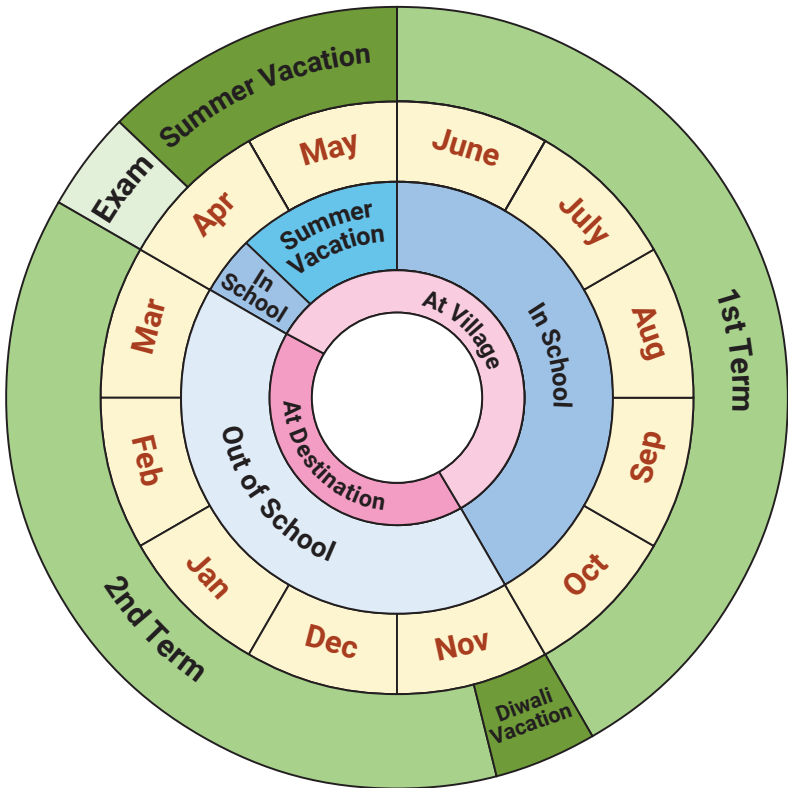 Summer Vacation
1st Term
Diwali
Vacation
2nd Term
Exam
June
July
Aug
Sep
Oct
Nov
Dec
Jan
Feb
Mar
Apr
May
Summer
Vacation
In School
Out of School
In
School
At Village
At Destination